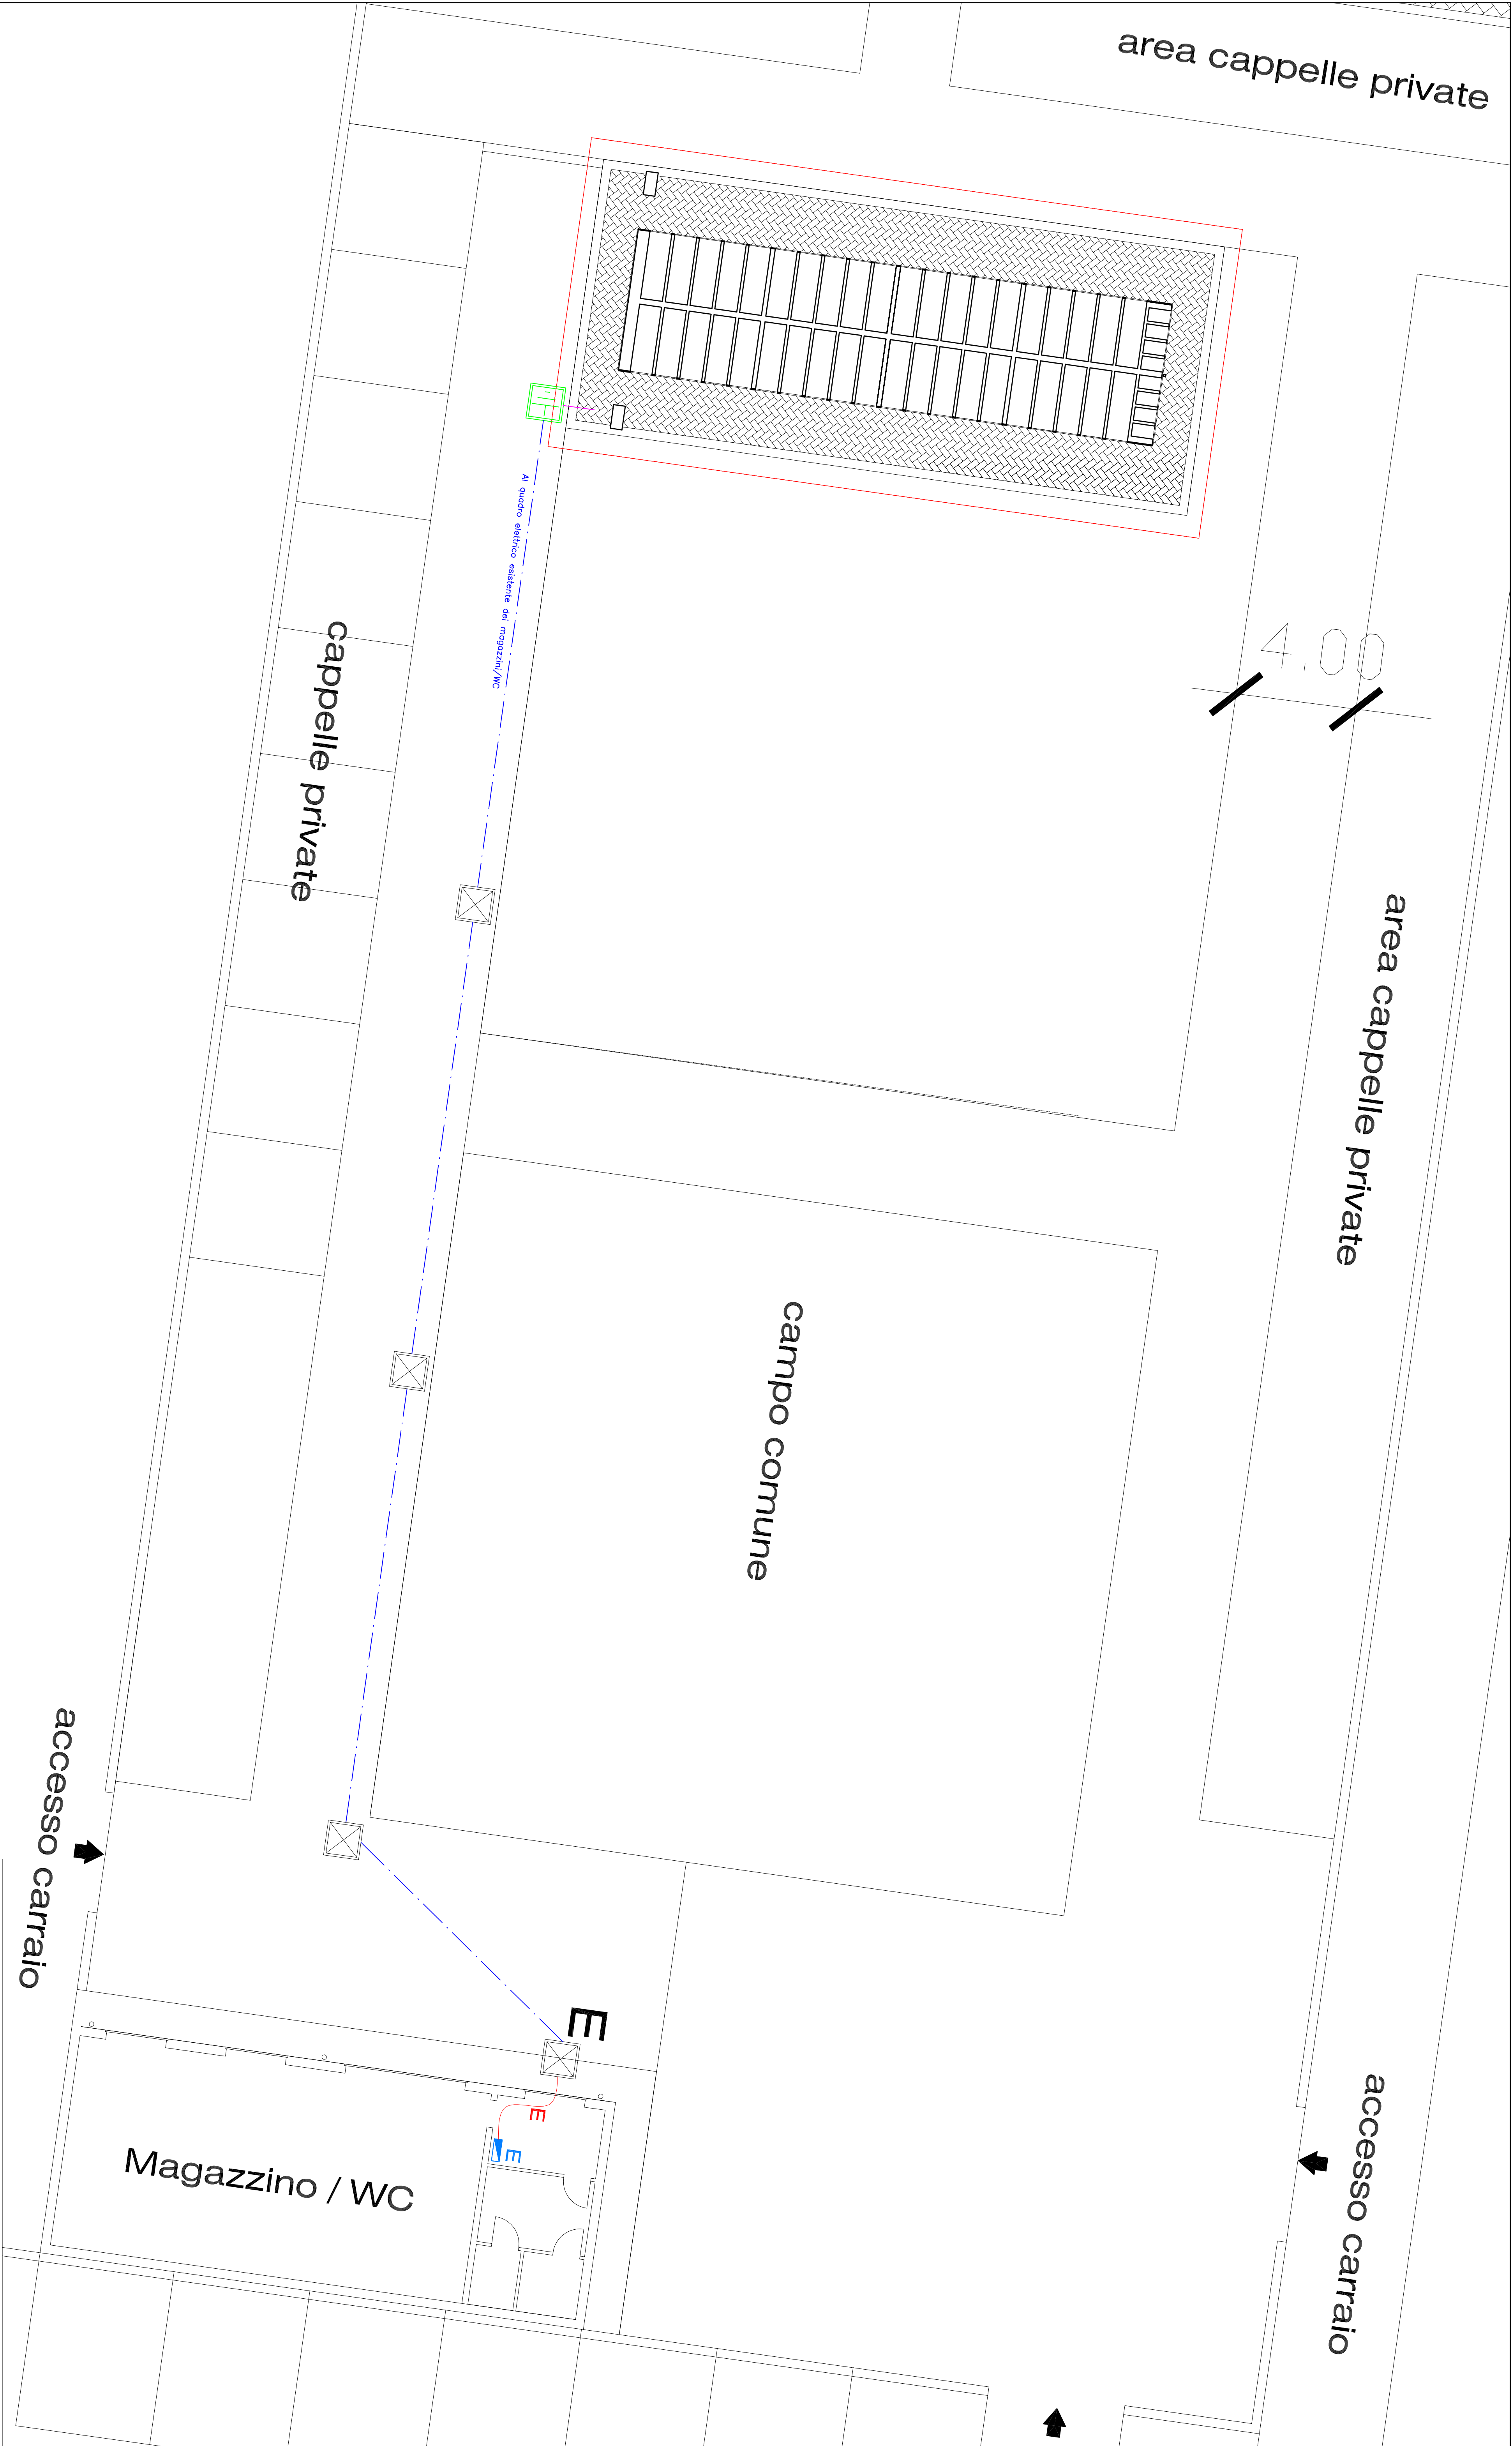 area cappelle private
Al quadro elettrico esistente dei magazzini/WC
4,00
cappelle private
area cappelle private
campo comune
accesso carraio
E
E
E
Magazzino / WC
accesso carraio